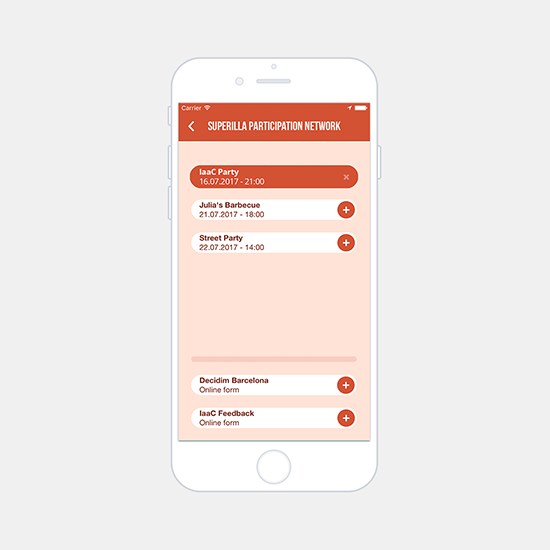 Carrier
SUPERILLA PARTICIPATION NETWORK
IaaC Party
16.07.2017 - 21:00
Julia's Barbecue
21.07.2017 - 18:00
Street Party
22.07.2017 - 14:00
Decidim Barcelona
Online form
IaaC Feedback
Online form